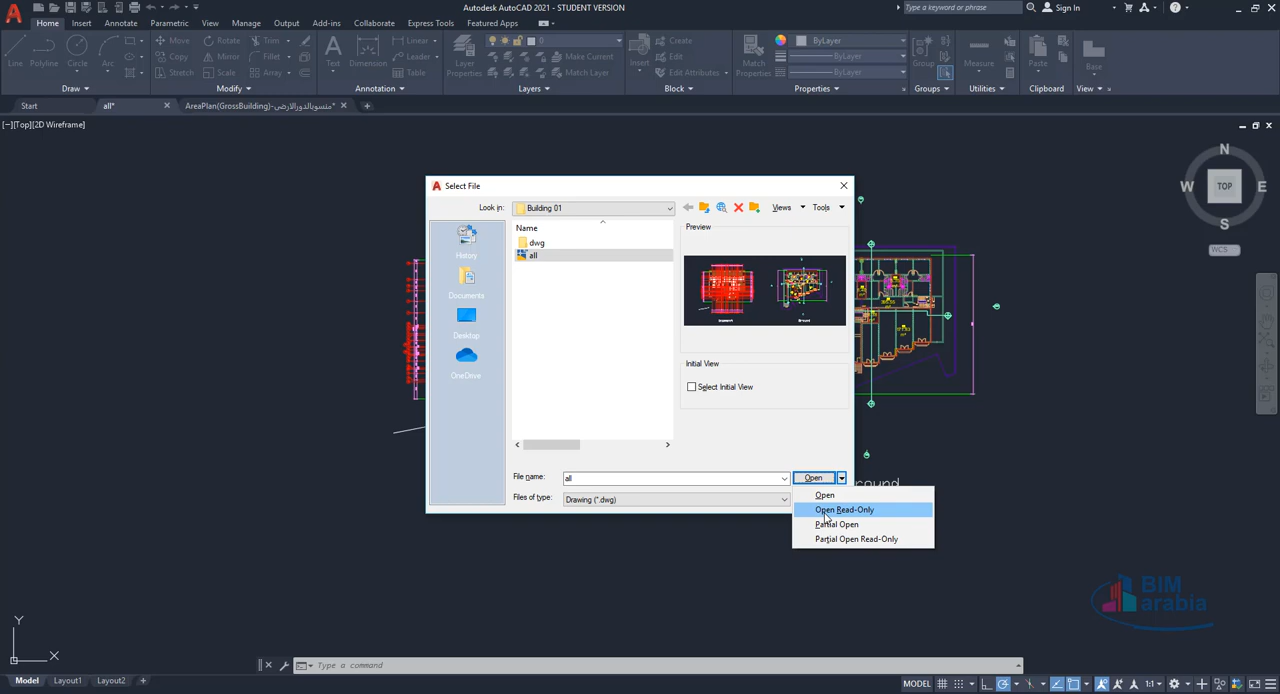 Autodesk AutoCAD 2021 - STUDENT VERSION
Type a keyword or phrase
Sign In
Home Insert Annotate Parametric View Manage Output Add-ins Collaborate Express Tools Featured Apps
Line Polyline Circle Arc
Move Rotate Trim
Copy Mirror Fillet
Stretch Scale Array
Text Dimension
Linear
Leader
Table
Layer Properties
0
Make Current
Match Layer
Insert
Create
Edit
Edit Attributes
Match Properties
ByLayer
ByLayer
ByLayer
Group
Measure
Paste
Base
Draw Modify Annotation Layers Block Properties Groups Utilities Clipboard View
Start all* AreaPlan(GrossBuilding)-منسوبالدورالارضى*
[−][Top][2D Wireframe]
N
W TOP E
S
WCS
Select File
Look in: Building 01
Views Tools
Name
dwg
all
History
Documents
Desktop
OneDrive
Preview
Initial View
Select Initial View
File name: all
Open
Files of type: Drawing (*.dwg)
Open
Open Read-Only
Partial Open
Partial Open Read-Only
BIM
arabia
Y
X
Type a command
Model Layout1 Layout2
MODEL 1:1